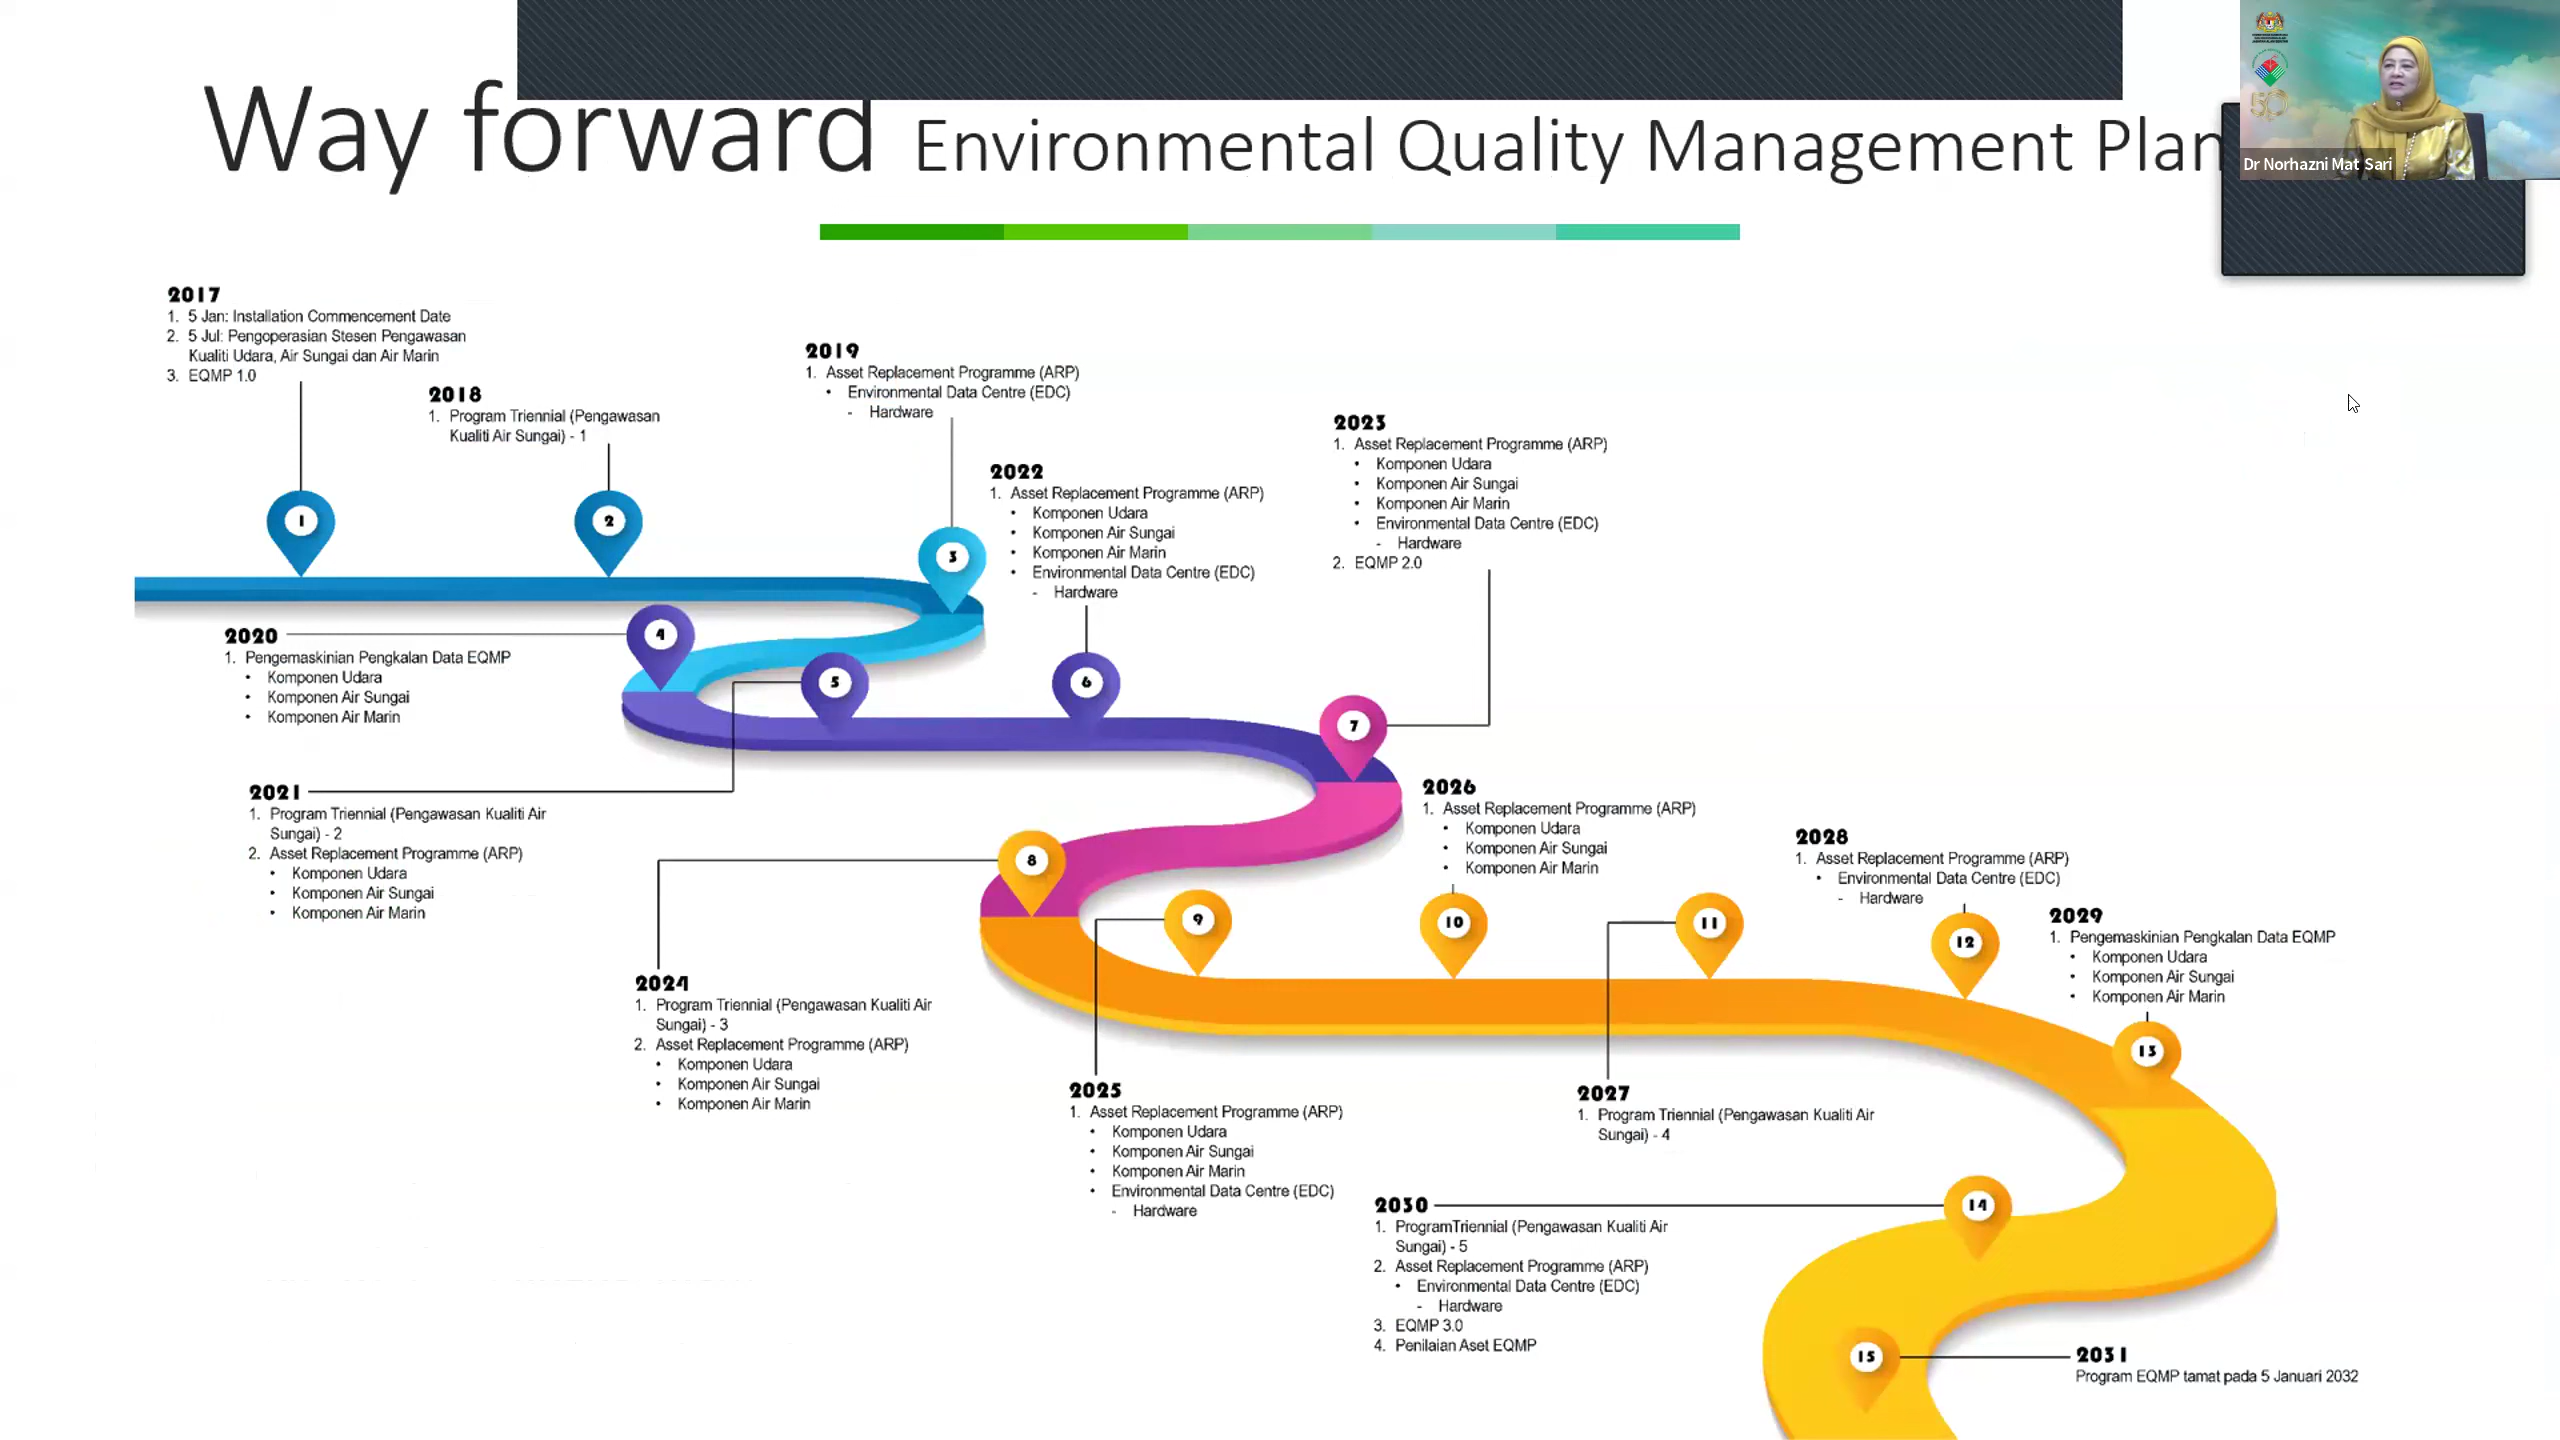 Way forward Environmental Quality Management Plan
Dr Norhazni Mat Sari
2017
1. 5 Jan: Installation Commencement Date
2. 5 Jul: Pengoperasian Stesen Pengawasan
Kualiti Udara, Air Sungai dan Air Marin
3. EQMP 1.0
2018
1. Program Triennial (Pengawasan
Kualiti Air Sungai) - 1
2019
1. Asset Replacement Programme (ARP)
• Environmental Data Centre (EDC)
- Hardware
2022
1. Asset Replacement Programme (ARP)
• Komponen Udara
• Komponen Air Sungai
• Komponen Air Marin
• Environmental Data Centre (EDC)
- Hardware
2023
1. Asset Replacement Programme (ARP)
• Komponen Udara
• Komponen Air Sungai
• Komponen Air Marin
• Environmental Data Centre (EDC)
- Hardware
2. EQMP 2.0
1
2
3
2020
1. Pengemaskinian Pengkalan Data EQMP
• Komponen Udara
• Komponen Air Sungai
• Komponen Air Marin
4
5
6
7
2021
1. Program Triennial (Pengawasan Kualiti Air
Sungai) - 2
2. Asset Replacement Programme (ARP)
• Komponen Udara
• Komponen Air Sungai
• Komponen Air Marin
2026
1. Asset Replacement Programme (ARP)
• Komponen Udara
• Komponen Air Sungai
• Komponen Air Marin
2028
1. Asset Replacement Programme (ARP)
• Environmental Data Centre (EDC)
- Hardware
2029
1. Pengemaskinian Pengkalan Data EQMP
• Komponen Udara
• Komponen Air Sungai
• Komponen Air Marin
8
9
10
11
12
13
2024
1. Program Triennial (Pengawasan Kualiti Air
Sungai) - 3
2. Asset Replacement Programme (ARP)
• Komponen Udara
• Komponen Air Sungai
• Komponen Air Marin
2025
1. Asset Replacement Programme (ARP)
• Komponen Udara
• Komponen Air Sungai
• Komponen Air Marin
• Environmental Data Centre (EDC)
- Hardware
2027
1. Program Triennial (Pengawasan Kualiti Air
Sungai) - 4
2030
1. ProgramTriennial (Pengawasan Kualiti Air
Sungai) - 5
2. Asset Replacement Programme (ARP)
• Environmental Data Centre (EDC)
- Hardware
3. EQMP 3.0
4. Penilaian Aset EQMP
14
15
2031
Program EQMP tamat pada 5 Januari 2032
50